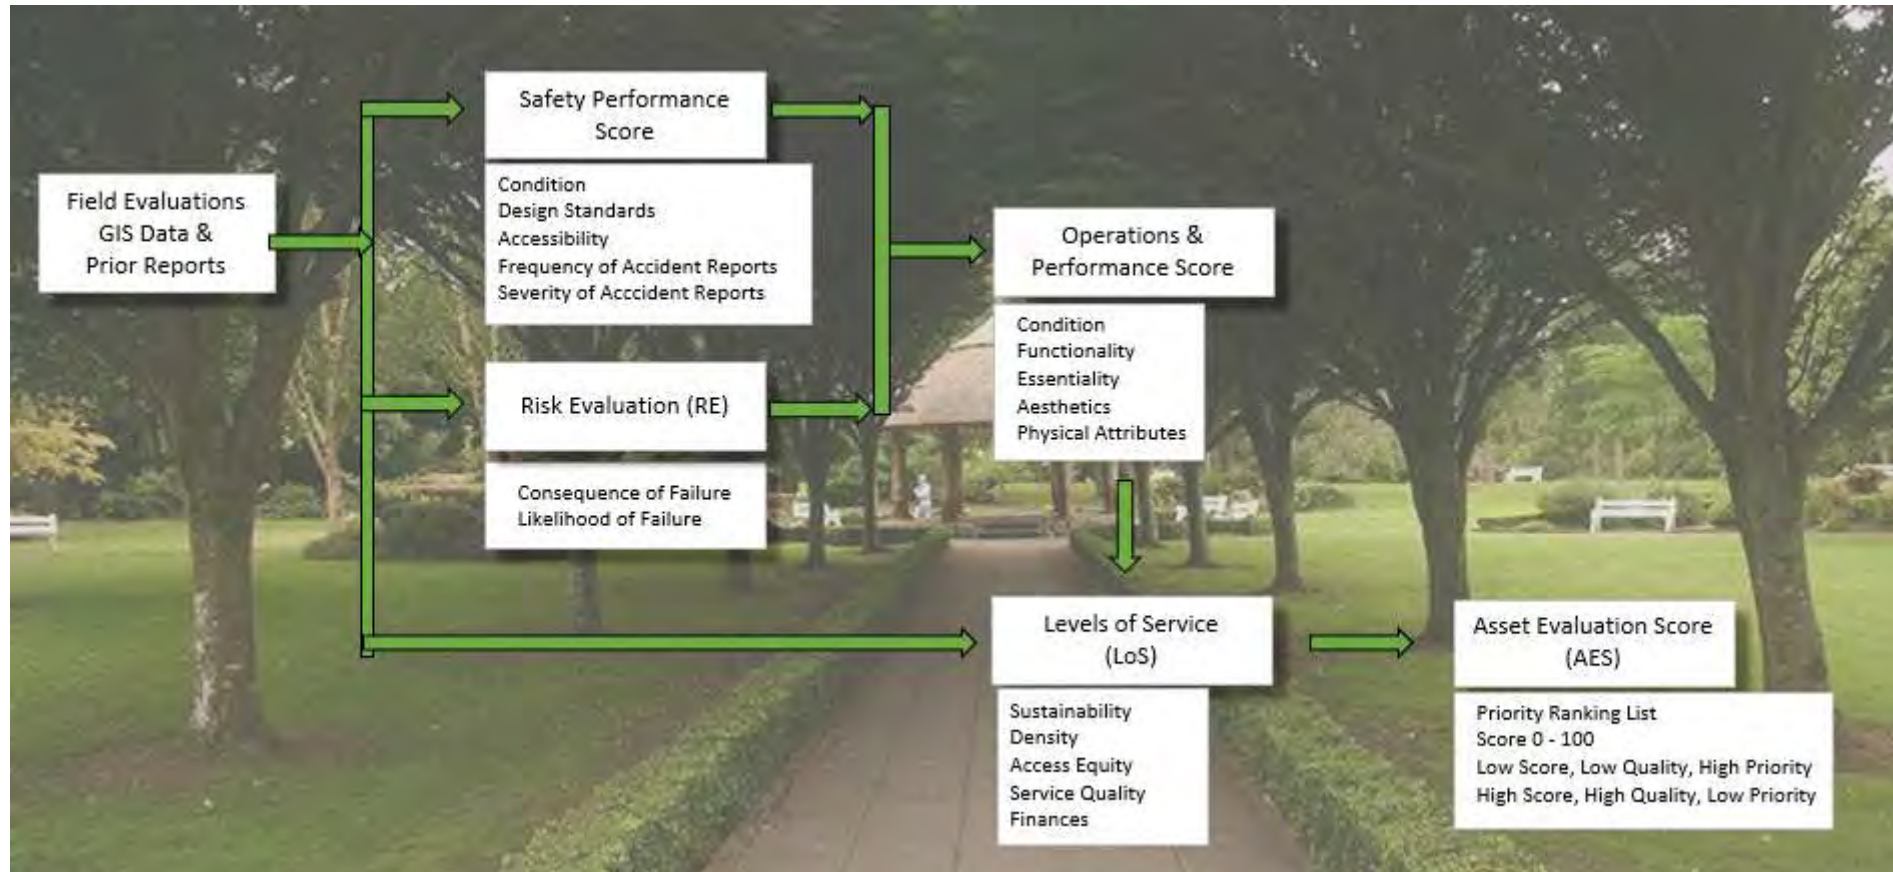 Field Evaluations
GIS Data &
Prior Reports
Safety Performance
Score
Condition
Design Standards
Accessibility
Frequency of Accident Reports
Severity of Acccident Reports
Risk Evaluation (RE)
Consequence of Failure
Likelihood of Failure
Operations &
Performance Score
Condition
Functionality
Essentiality
Aesthetics
Physical Attributes
Levels of Service
(LoS)
Sustainability
Density
Access Equity
Service Quality
Finances
Asset Evaluation Score
(AES)
Priority Ranking List
Score 0 - 100
Low Score, Low Quality, High Priority
High Score, High Quality, Low Priority